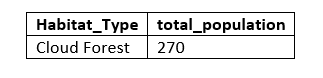 Habitat_Type total_population
Cloud Forest 270